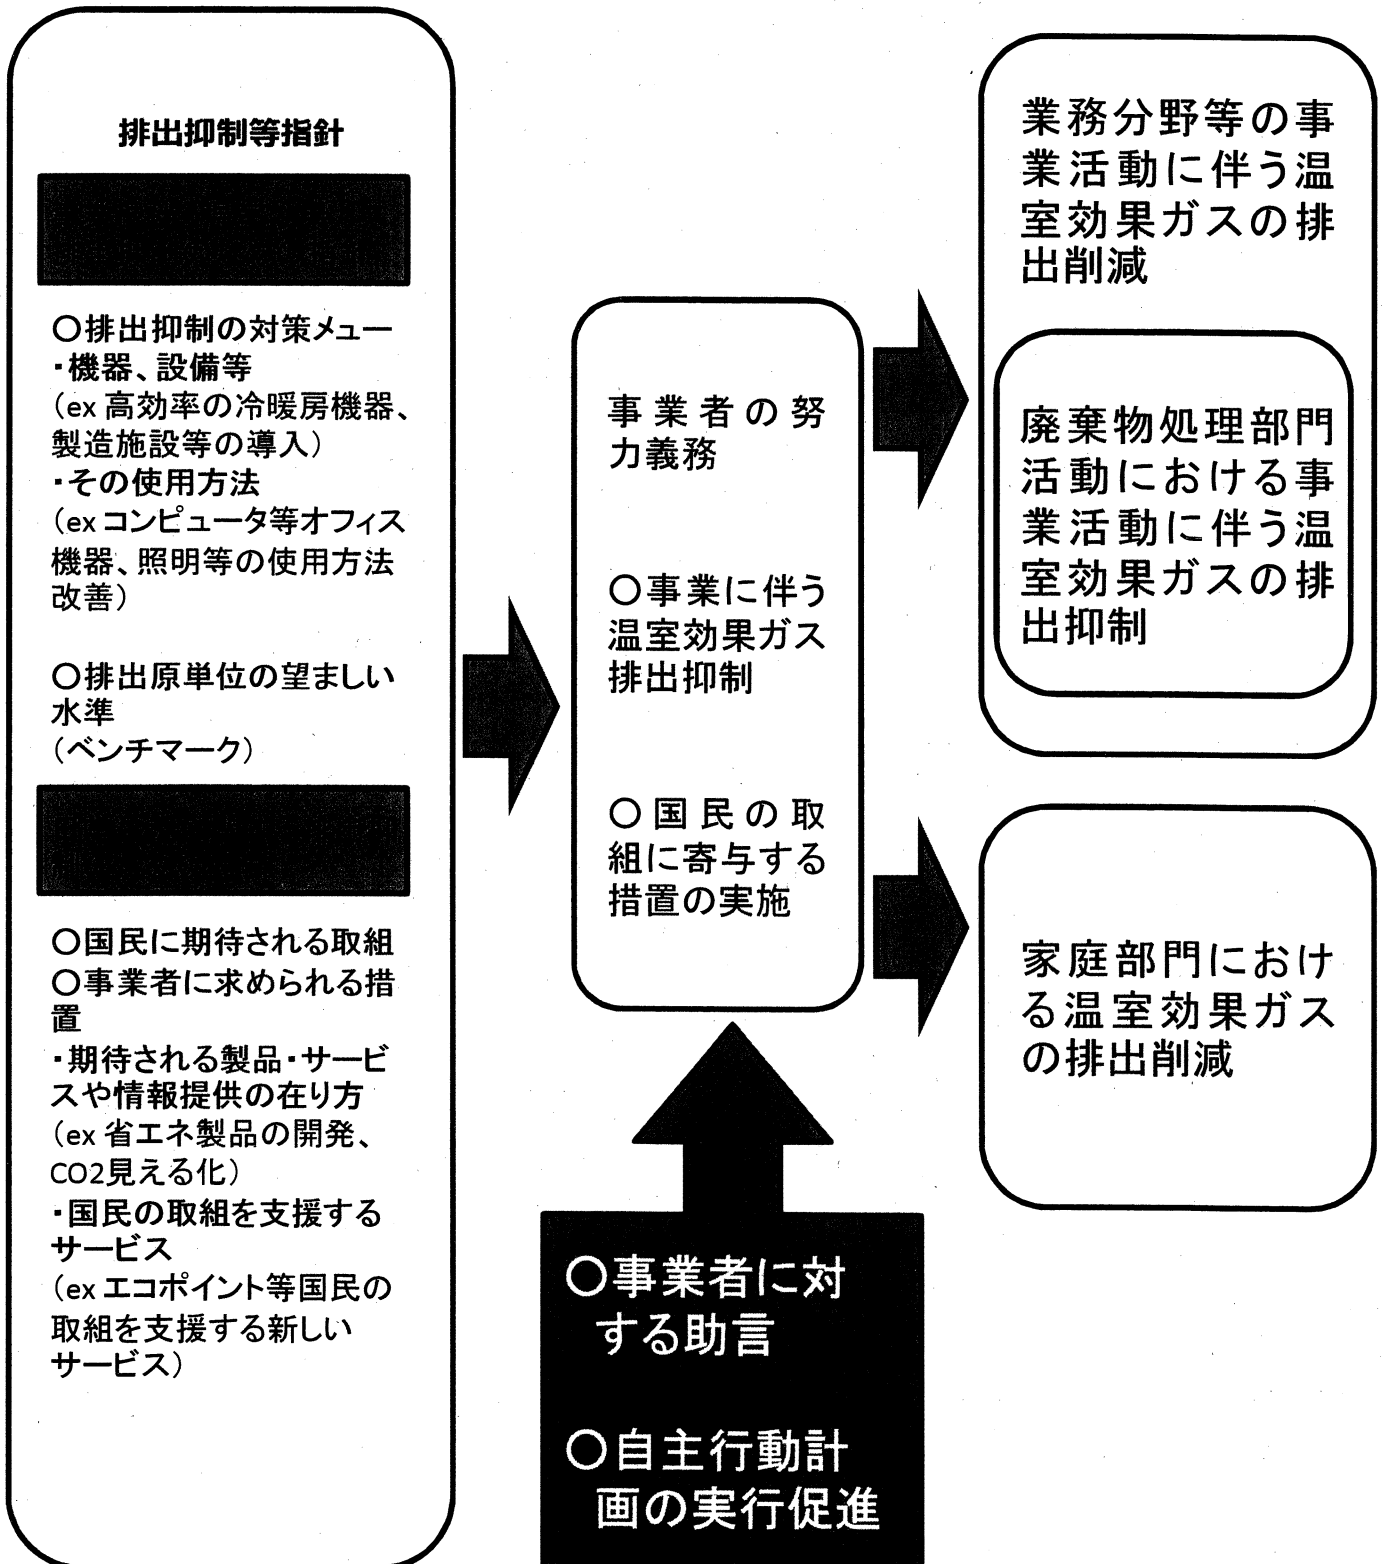 排出抑制等指針
○排出抑制の対策メュー
・機器、設備等
(ex 高効率の冷暖房機器、
製造施設等の導入)
・その使用方法
(ex コンピュータ等オフィス
機器、照明等の使用方法
改善)
○排出原単位の望ましい
水準
(ベンチマーク)
○国民に期待される取組
○事業者に求められる措
置
・期待される製品・サービ
スや情報提供の在り方
(ex 省エネ製品の開発、
CO2見える化)
・国民の取組を支援する
サービス
(ex エコポイント等国民の
取組を支援する新しい
サービス)
事業者の努
力義務
○事業に伴う
温室効果ガス
排出抑制
○国民の取
組に寄与する
措置の実施
○事業者に対
する助言
○自主行動計
画の実行促進
業務分野等の事
業活動に伴う温
室効果ガスの排
出削減
廃棄物処理部門
活動における事
業活動に伴う温
室効果ガスの排
出抑制
家庭部門におけ
る温室効果ガス
の排出削減